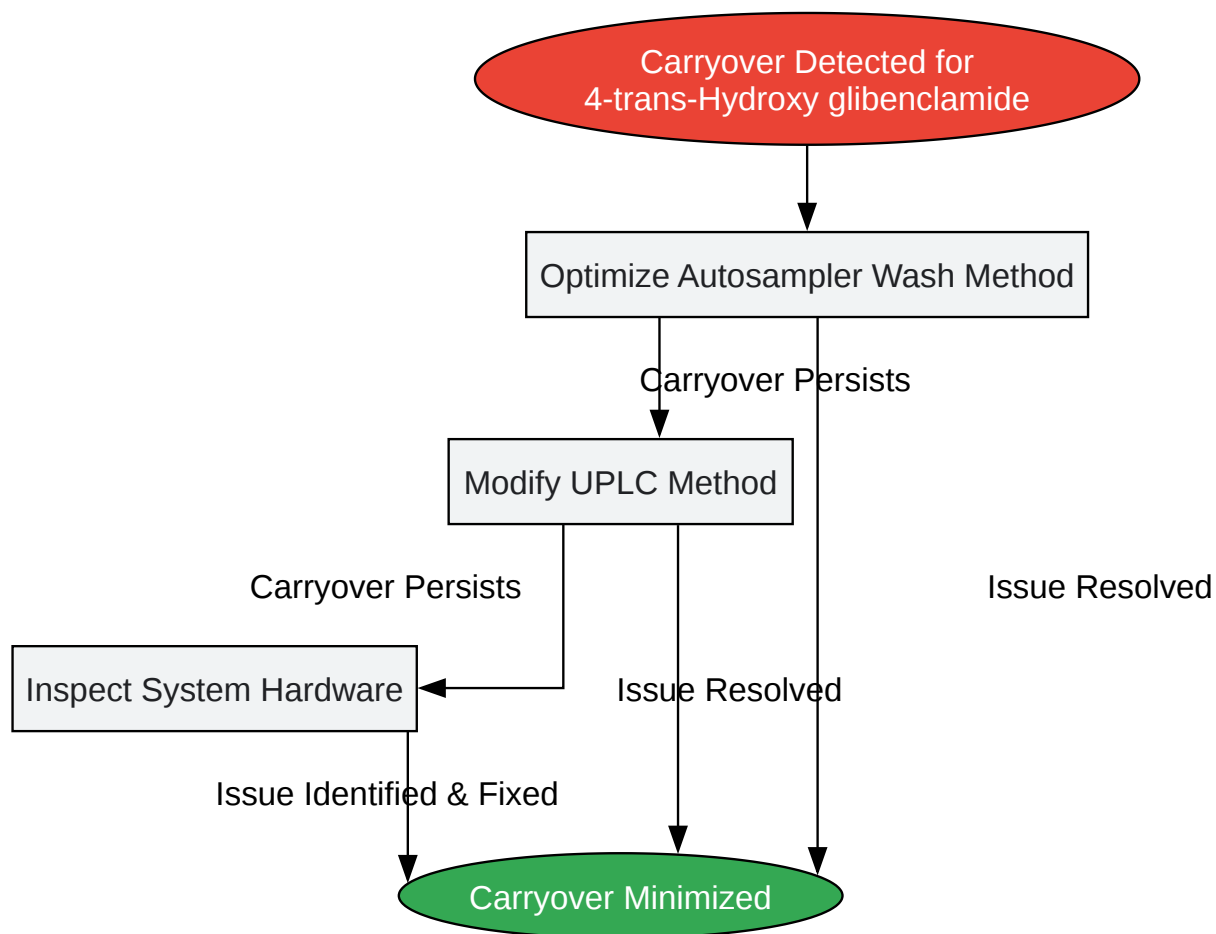 Carryover Detected for
4-trans-Hydroxy glibenclamide
Optimize Autosampler Wash Method
Carryover Persists
Modify UPLC Method
Carryover Persists
Issue Resolved
Inspect System Hardware
Issue Resolved
Issue Identified & Fixed
Carryover Minimized